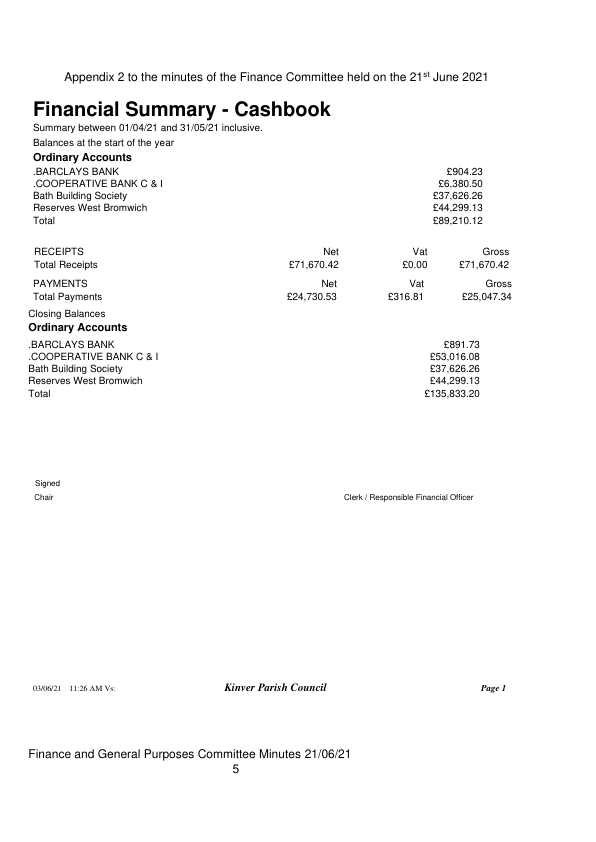 Appendix 2 to the minutes of the Finance Committee held on the 21st June 2021
Financial Summary - Cashbook
Summary between 01/04/21 and 31/05/21 inclusive.
Balances at the start of the year
Ordinary Accounts
.BARCLAYS BANK £904.23
.COOPERATIVE BANK C & I £6,380.50
Bath Building Society £37,626.26
Reserves West Bromwich £44,299.13
Total £89,210.12
RECEIPTS Net Vat Gross
Total Receipts £71,670.42 £0.00 £71,670.42
PAYMENTS Net Vat Gross
Total Payments £24,730.53 £316.81 £25,047.34
Closing Balances
Ordinary Accounts
.BARCLAYS BANK £891.73
.COOPERATIVE BANK C & I £53,016.08
Bath Building Society £37,626.26
Reserves West Bromwich £44,299.13
Total £135,833.20
Signed
Chair Clerk / Responsible Financial Officer
03/06/21 11:26 AM Vs: Kinver Parish Council Page 1
Finance and General Purposes Committee Minutes 21/06/21
5